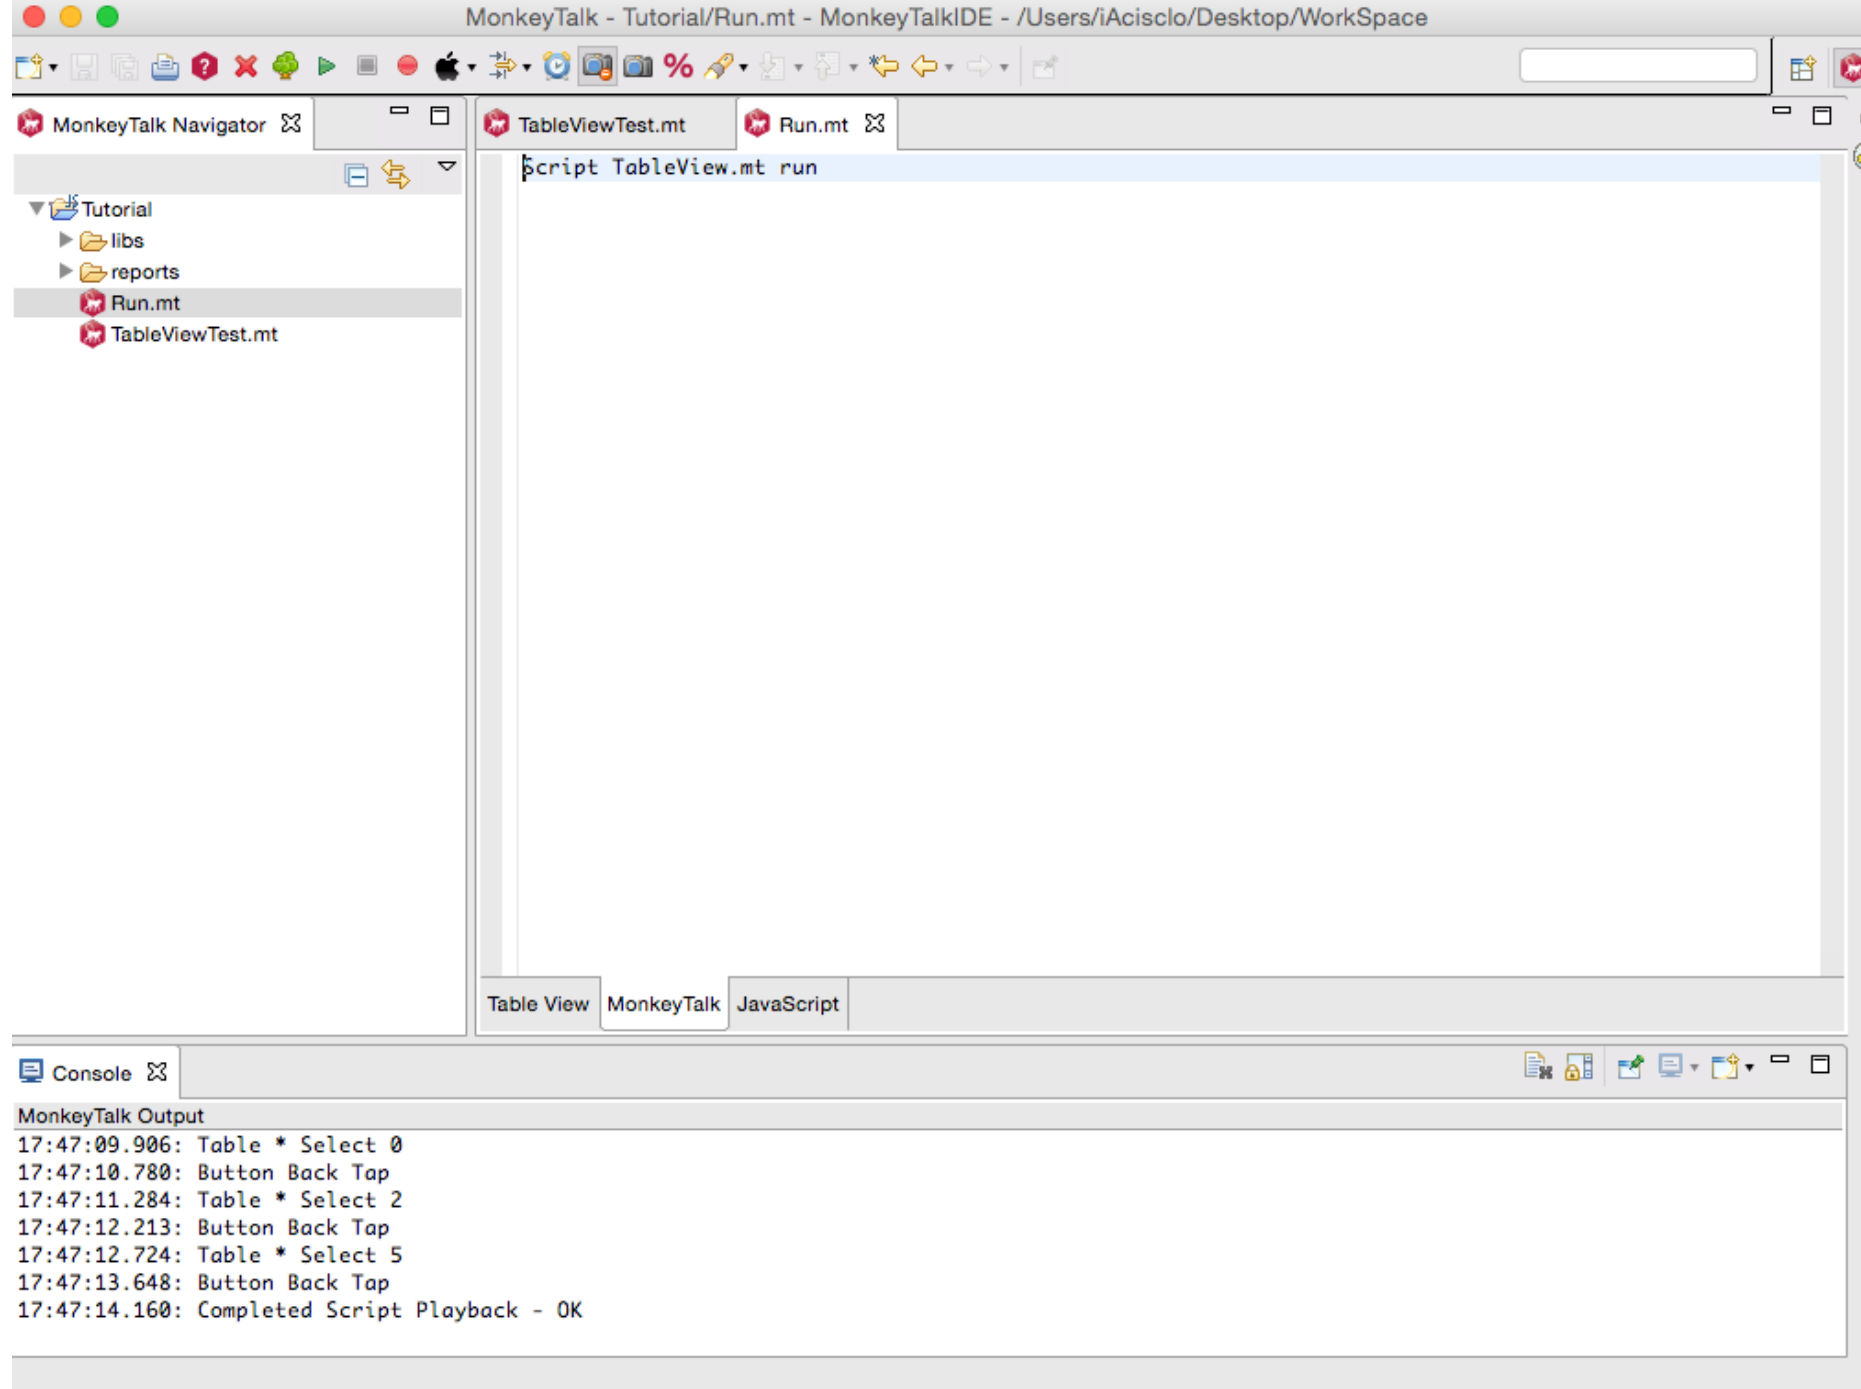 MonkeyTalk - Tutorial/Run.mt - MonkeyTalkIDE - /Users/iAcisclo/Desktop/WorkSpace
MonkeyTalk Navigator
TableViewTest.mt
Run.mt
Script TableView.mt run
Tutorial
libs
reports
Run.mt
TableViewTest.mt
Table View
MonkeyTalk
JavaScript
Console
MonkeyTalk Output
17:47:09.906: Table * Select 0
17:47:10.780: Button Back Tap
17:47:11.284: Table * Select 2
17:47:12.213: Button Back Tap
17:47:12.724: Table * Select 5
17:47:13.648: Button Back Tap
17:47:14.160: Completed Script Playback - OK